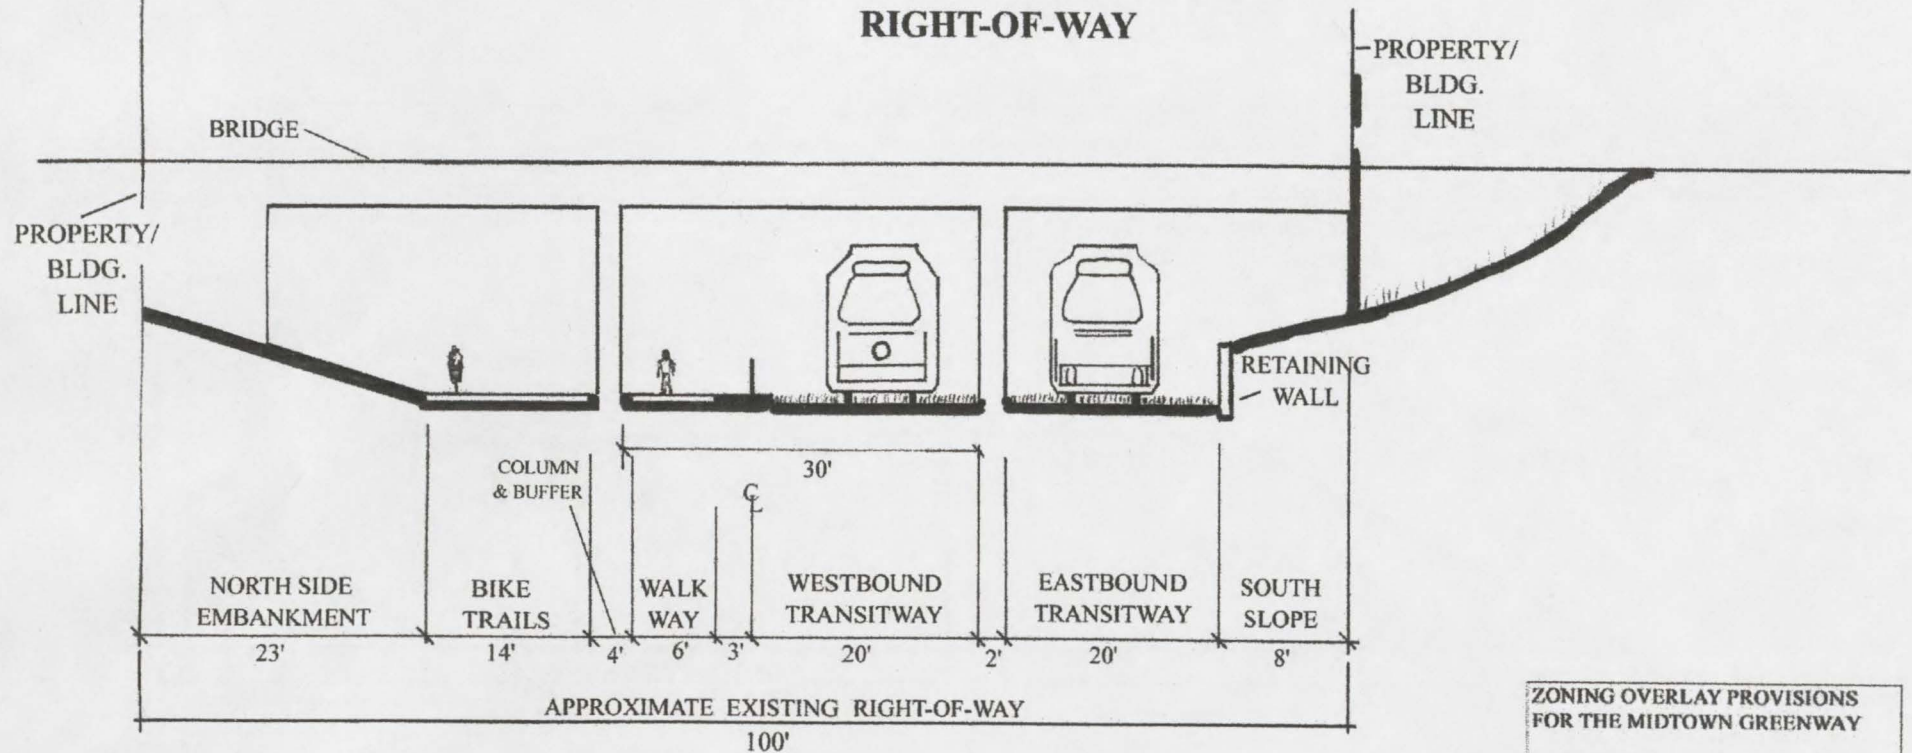 RIGHT-OF-WAY
PROPERTY/
BLDG.
LINE
BRIDGE
PROPERTY/
BLDG.
LINE
RETAINING
WALL
30'
COLUMN
& BUFFER
CL
NORTH SIDE
EMBANKMENT
BIKE
TRAILS
WALK
WAY
WESTBOUND
TRANSITWAY
EASTBOUND
TRANSITWAY
SOUTH
SLOPE
23'
14'
4'
6'
3'
20'
2'
20'
8'
APPROXIMATE EXISTING RIGHT-OF-WAY
100'
ZONING OVERLAY PROVISIONS
FOR THE MIDTOWN GREENWAY